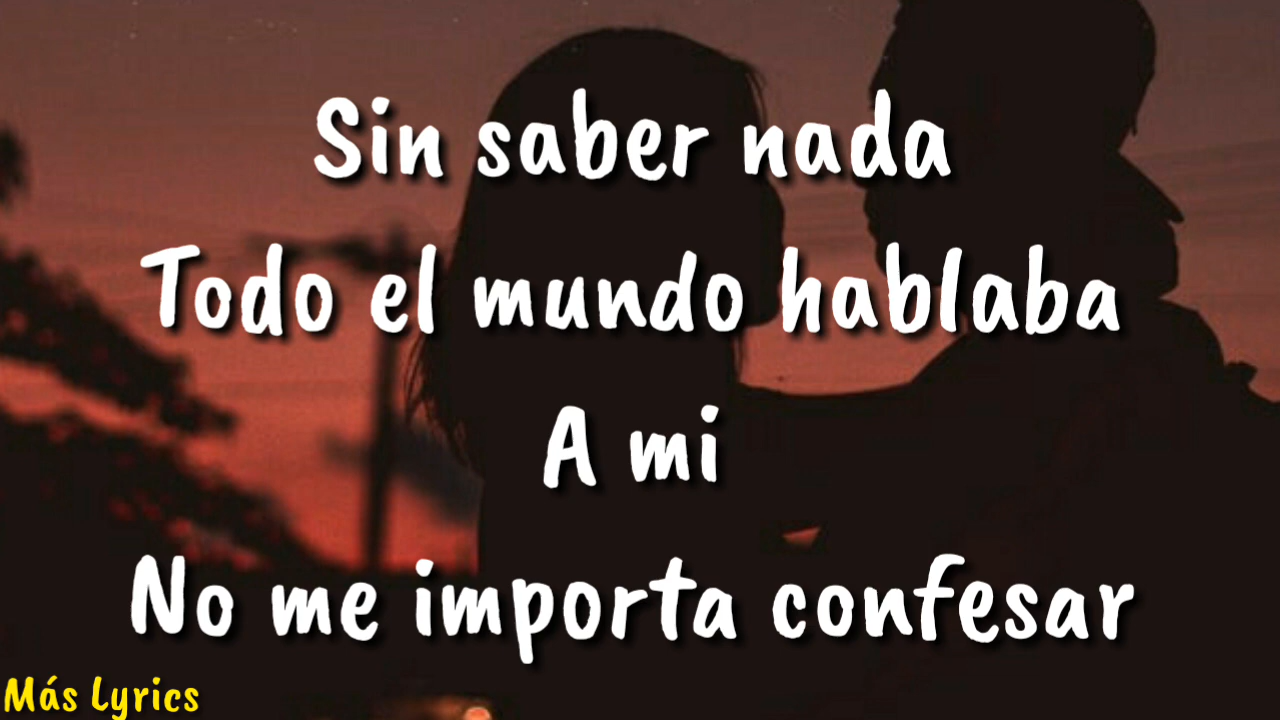 Sin saber nada
Todo el mundo hablaba
A mi
No me importa confesar
Más Lyrics